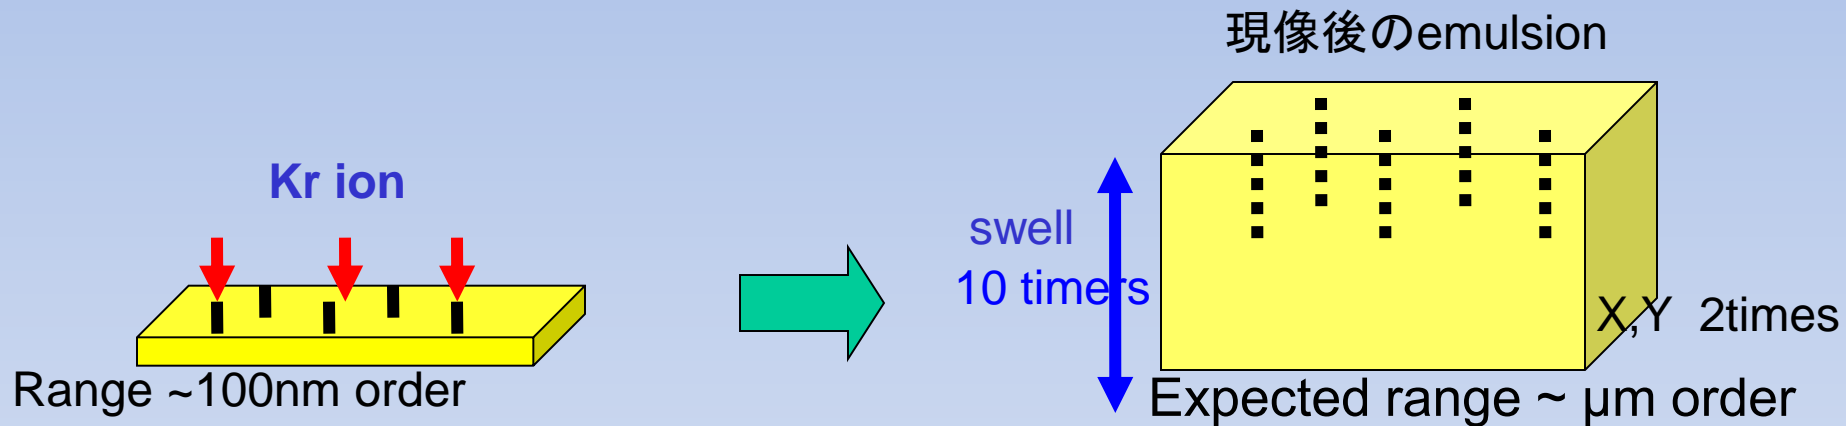 現像後のemulsion
Kr ion
swell
10 timers
X,Y 2times
Range ~100nm order
Expected range ~ μm order